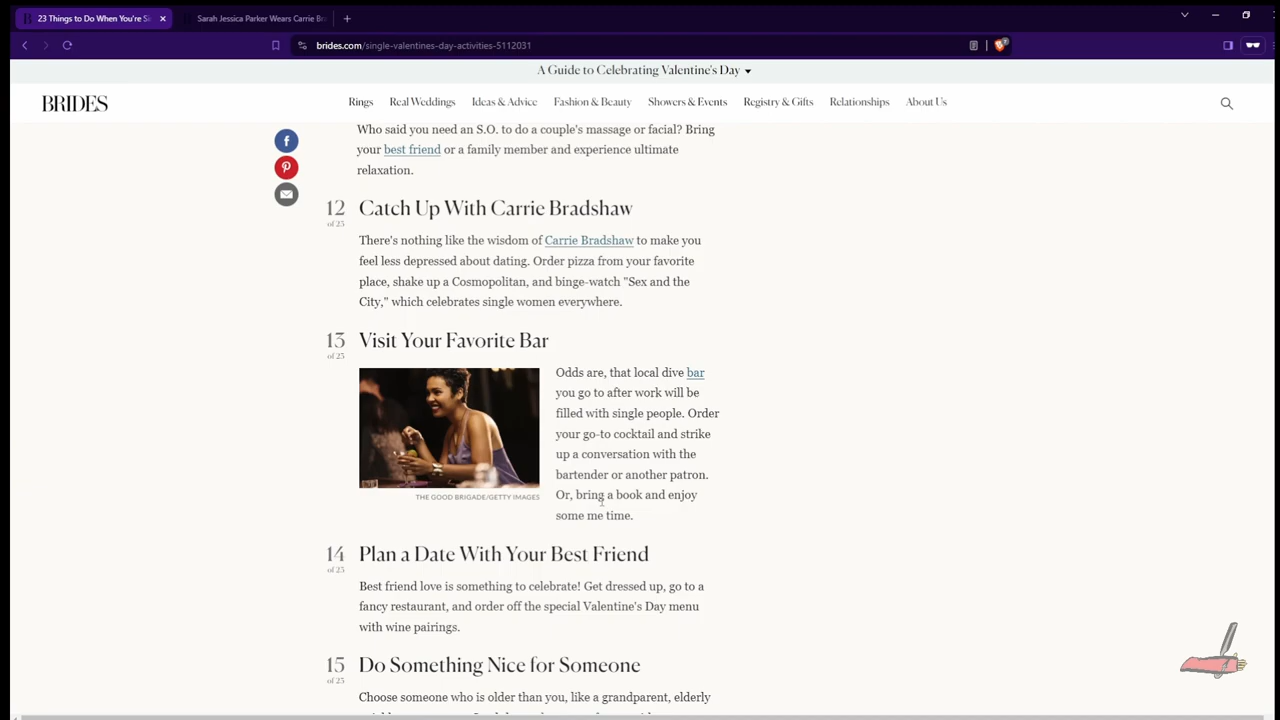 23 Things to Do When You're Si
Sarah Jessica Parker Wears Carrie Br
brides.com/single-valentines-day-activities-5112031
A Guide to Celebrating Valentine's Day
BRIDES
Rings Real Weddings Ideas & Advice Fashion & Beauty Showers & Events Registry & Gifts Relationships About Us
Who said you need an S.O. to do a couple's massage or facial? Bring
your best friend or a family member and experience ultimate
relaxation.
12 Catch Up With Carrie Bradshaw
of 23
There's nothing like the wisdom of Carrie Bradshaw to make you
feel less depressed about dating. Order pizza from your favorite
place, shake up a Cosmopolitan, and binge-watch "Sex and the
City," which celebrates single women everywhere.
13 Visit Your Favorite Bar
of 23
Odds are, that local dive bar
you go to after work will be
filled with single people. Order
your go-to cocktail and strike
up a conversation with the
bartender or another patron.
Or, bring a book and enjoy
some me time.
THE GOOD BRIGADE/GETTY IMAGES
14 Plan a Date With Your Best Friend
of 23
Best friend love is something to celebrate! Get dressed up, go to a
fancy restaurant, and order off the special Valentine's Day menu
with wine pairings.
15 Do Something Nice for Someone
of 23
Choose someone who is older than you, like a grandparent, elderly